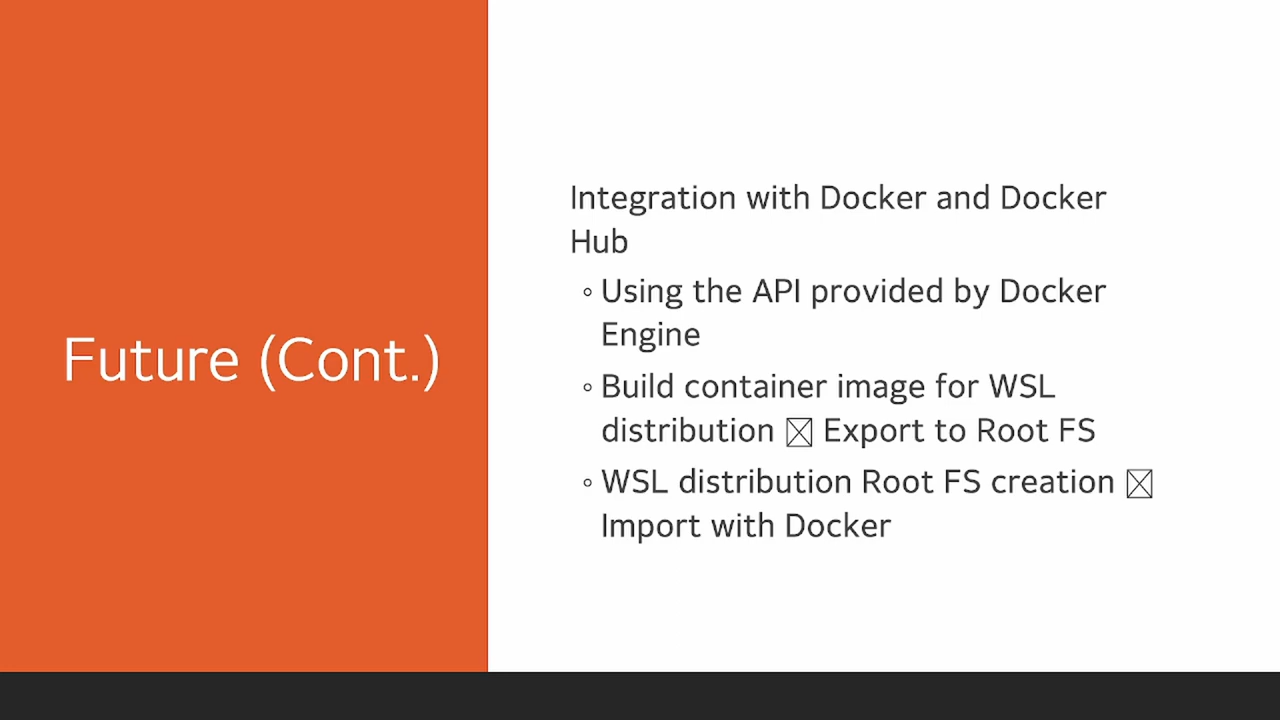 Future (Cont.)
Integration with Docker and Docker
Hub
◦ Using the API provided by Docker
Engine
◦ Build container image for WSL
distribution  Export to Root FS
◦ WSL distribution Root FS creation 
Import with Docker